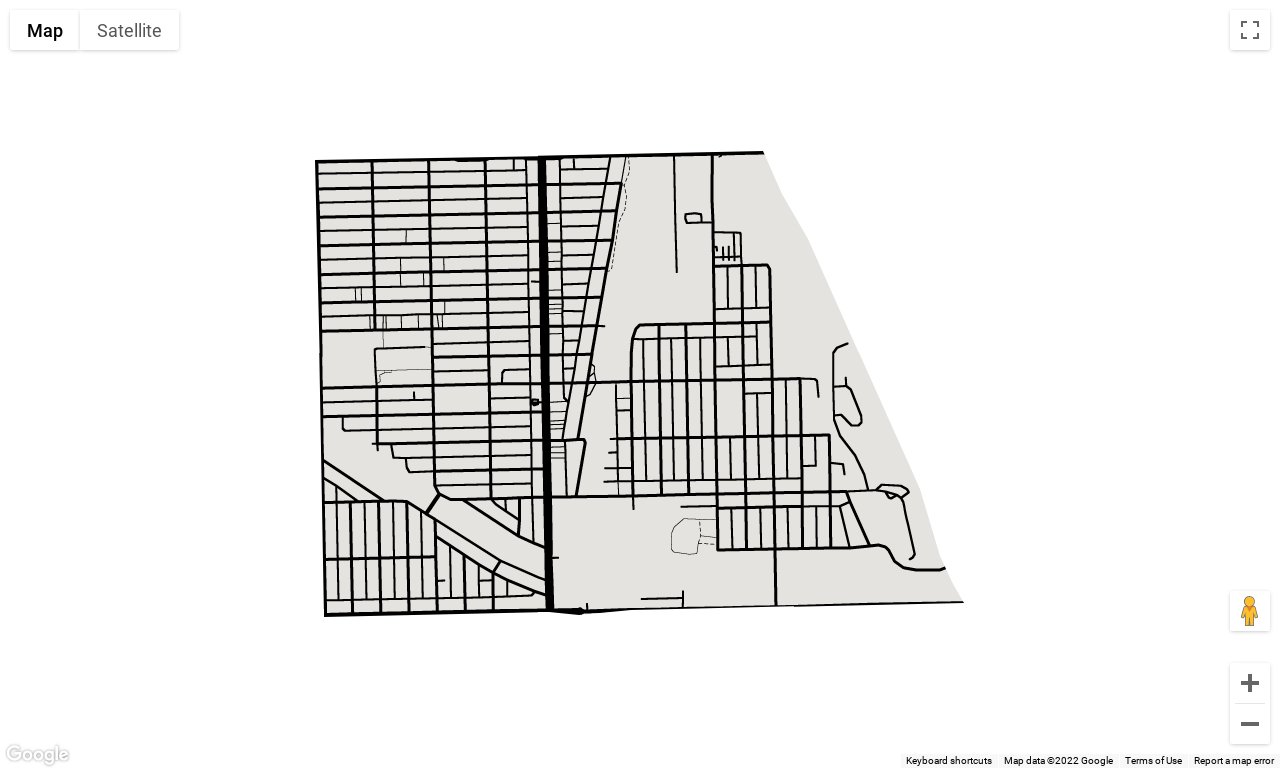 Map Satellite
Google
Keyboard shortcuts Map data ©2022 Google Terms of Use Report a map error